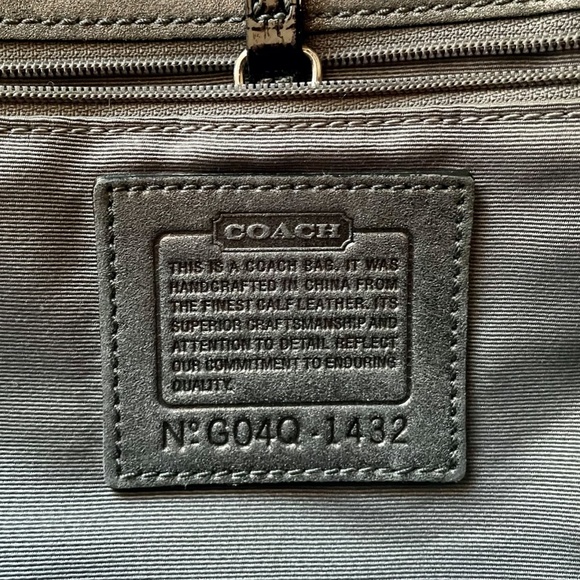 COACH
THIS IS A COACH BAG. IT WAS
HANDCRAFTED IN CHINA FROM
THE FINEST CALF LEATHER. ITS
SUPERIOR CRAFTSMANSHIP AND
ATTENTION TO DETAIL REFLECT
OUR COMMITMENT TO ENDURING
QUALITY.
Nº G04Q-1432